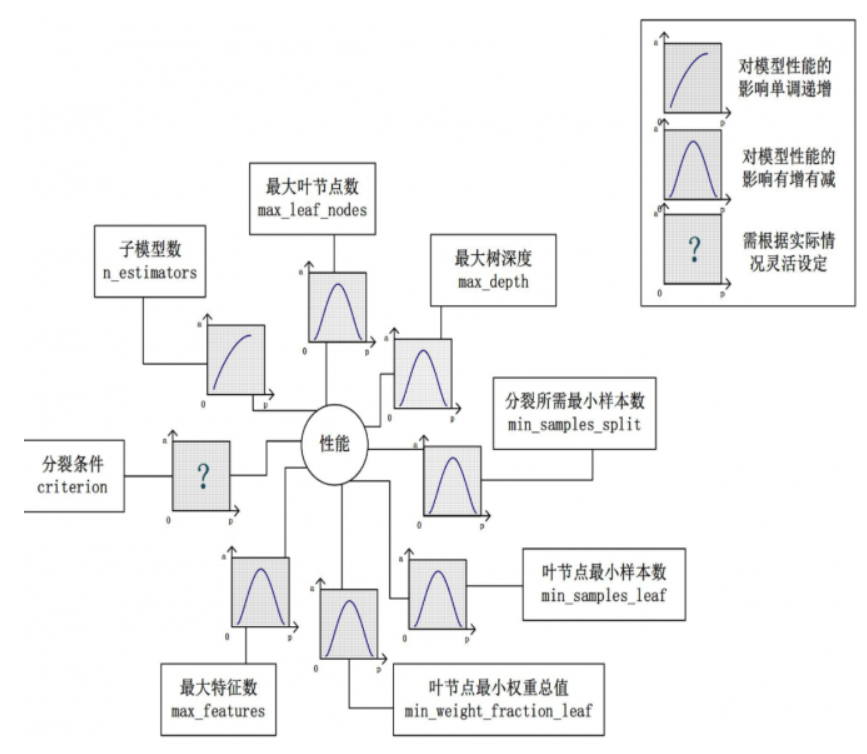 对模型性能的
影响单调递增
对模型性能的
影响有增有减
?
需根据实际情
况灵活设定
最大叶节点数
max_leaf_nodes
子模型数
n_estimators
最大树深度
max_depth
分裂所需最小样本数
min_samples_split
性能
分裂条件
criterion
?
叶节点最小样本数
min_samples_leaf
最大特征数
max_features
叶节点最小权重总值
min_weight_fraction_leaf